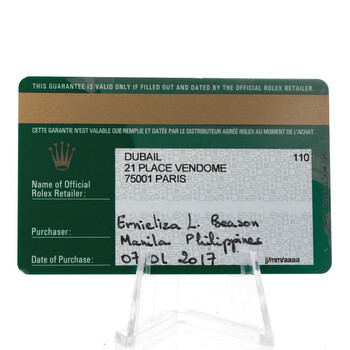 THIS GUARANTEE IS VALID ONLY IF FILLED OUT AND DATED BY THE OFFICIAL ROLEX RETAILER.
CETTE GARANTIE N'EST VALABLE QUE REMPLIE ET DATÉE PAR LE DISTRIBUTEUR AGRÉÉ ROLEX AU MOMENT DE L'ACHAT.
DUBAIL 110
21 PLACE VENDOME
75001 PARIS
Name of Official
Rolex Retailer:
Ernieliza L. Beason
Purchaser: Manila Philippines
Date of Purchase: 07 01 2017 jj/mm/aaaa